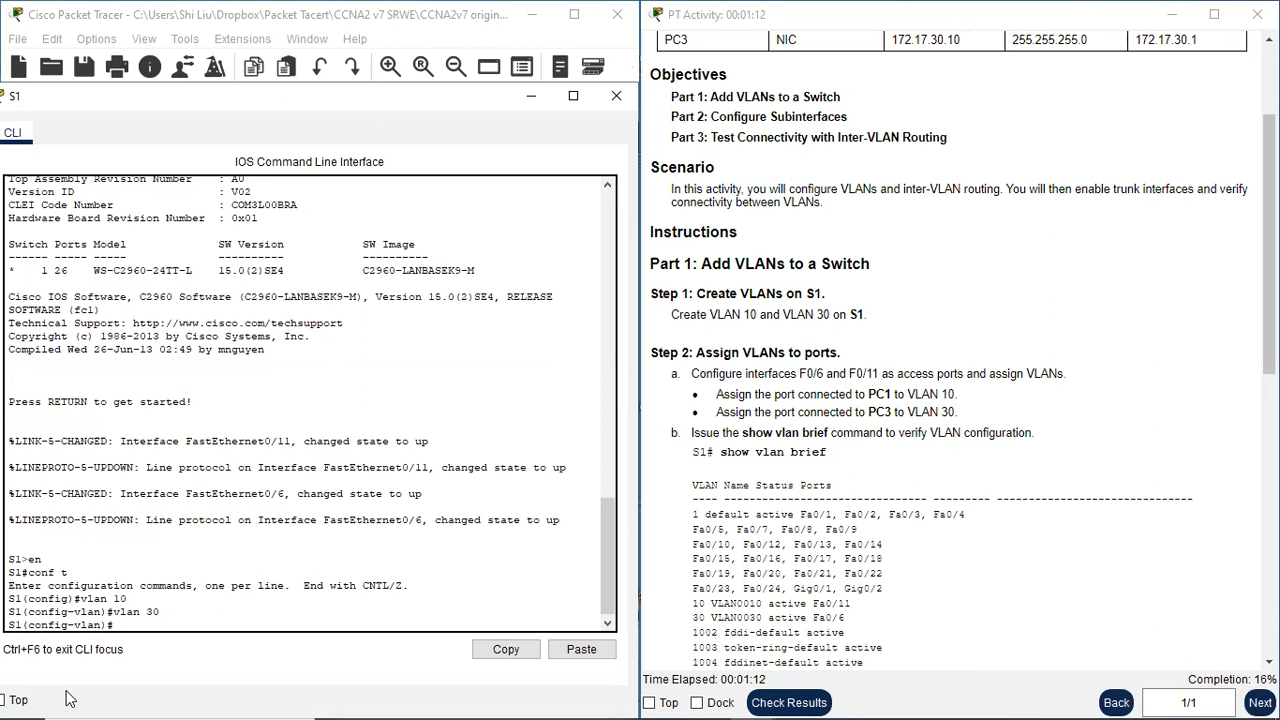 Cisco Packet Tracer - C:\Users\Shi Liu\Dropbox\Packet Tacert\CCNA2 v7 SRWE\CCNA2v7 origin...
File Edit Options View Tools Extensions Window Help
S1
CLI
IOS Command Line Interface
Top Assembly Revision Number : A0
Version ID : V02
CLEI Code Number : COM3L00BRA
Hardware Board Revision Number : 0x01
Switch Ports Model SW Version SW Image
------ ----- ----- ---------- ----------
* 1 26 WS-C2960-24TT-L 15.0(2)SE4 C2960-LANBASEK9-M
Cisco IOS Software, C2960 Software (C2960-LANBASEK9-M), Version 15.0(2)SE4, RELEASE
SOFTWARE (fc1)
Technical Support: http://www.cisco.com/techsupport
Copyright (c) 1986-2013 by Cisco Systems, Inc.
Compiled Wed 26-Jun-13 02:49 by mnguyen
Press RETURN to get started!
%LINK-5-CHANGED: Interface FastEthernet0/11, changed state to up
%LINEPROTO-5-UPDOWN: Line protocol on Interface FastEthernet0/11, changed state to up
%LINK-5-CHANGED: Interface FastEthernet0/6, changed state to up
%LINEPROTO-5-UPDOWN: Line protocol on Interface FastEthernet0/6, changed state to up
S1>en
S1#conf t
Enter configuration commands, one per line. End with CNTL/Z.
S1(config)#vlan 10
S1(config-vlan)#vlan 30
S1(config-vlan)#
Ctrl+F6 to exit CLI focus
Copy
Paste
Top
PT Activity: 00:01:12
PC3 NIC 172.17.30.10 255.255.255.0 172.17.30.1
Objectives
Part 1: Add VLANs to a Switch
Part 2: Configure Subinterfaces
Part 3: Test Connectivity with Inter-VLAN Routing
Scenario
In this activity, you will configure VLANs and inter-VLAN routing. You will then enable trunk interfaces and verify
connectivity between VLANs.
Instructions
Part 1: Add VLANs to a Switch
Step 1: Create VLANs on S1.
Create VLAN 10 and VLAN 30 on S1.
Step 2: Assign VLANs to ports.
a. Configure interfaces F0/6 and F0/11 as access ports and assign VLANs.
• Assign the port connected to PC1 to VLAN 10.
• Assign the port connected to PC3 to VLAN 30.
b. Issue the show vlan brief command to verify VLAN configuration.
S1# show vlan brief
VLAN Name Status Ports
---- -------------------------------- --------- -------------------------------
1 default active Fa0/1, Fa0/2, Fa0/3, Fa0/4
Fa0/5, Fa0/7, Fa0/8, Fa0/9
Fa0/10, Fa0/12, Fa0/13, Fa0/14
Fa0/15, Fa0/16, Fa0/17, Fa0/18
Fa0/19, Fa0/20, Fa0/21, Fa0/22
Fa0/23, Fa0/24, Gig0/1, Gig0/2
10 VLAN0010 active Fa0/11
30 VLAN0030 active Fa0/6
1002 fddi-default active
1003 token-ring-default active
1004 fddinet-default active
Time Elapsed: 00:01:12 Completion: 16%
Top Dock Check Results Back 1/1 Next